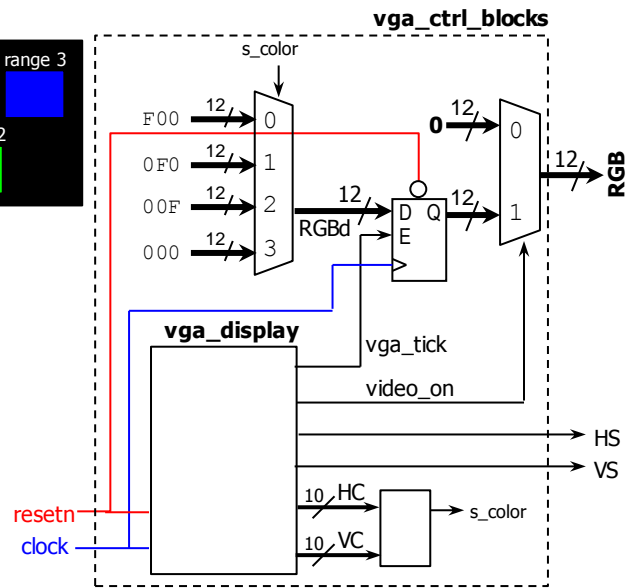 vga_ctrl_blocks
range 3
2
s_color
F00 12 0
0F0 12 1
00F 12 2
000 12 3
12
RGBd
D Q
E
12
0 12 0
1
12
RGB
vga_display
vga_tick
video_on
HS
VS
10 HC
10 VC
s_color
resetn
clock